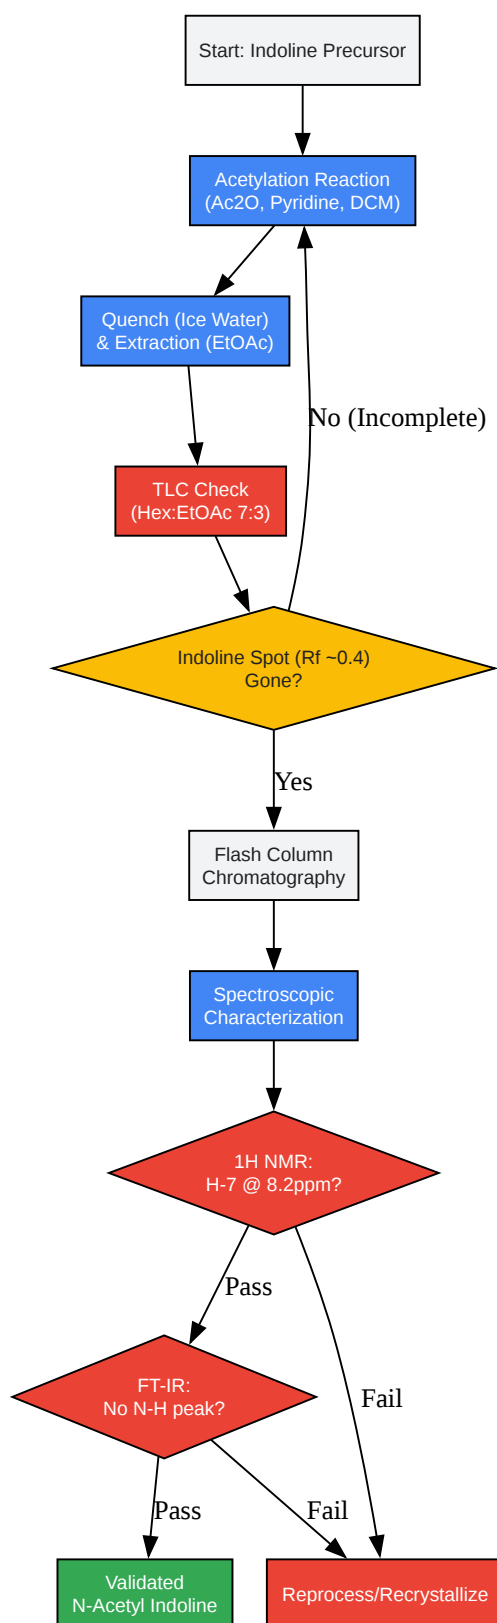 Start: Indoline Precursor
Acetylation Reaction
(Ac2O, Pyridine, DCM)
Quench (Ice Water)
& Extraction (EtOAc)
No (Incomplete)
TLC Check
(Hex:EtOAc 7:3)
Indoline Spot (Rf ~0.4)
Gone?
Yes
Flash Column
Chromatography
Spectroscopic
Characterization
1H NMR:
H-7 @ 8.2ppm?
Pass
FT-IR:
No N-H peak?
Fail
Pass
Fail
Validated
N-Acetyl Indoline
Reprocess/Recrystallize